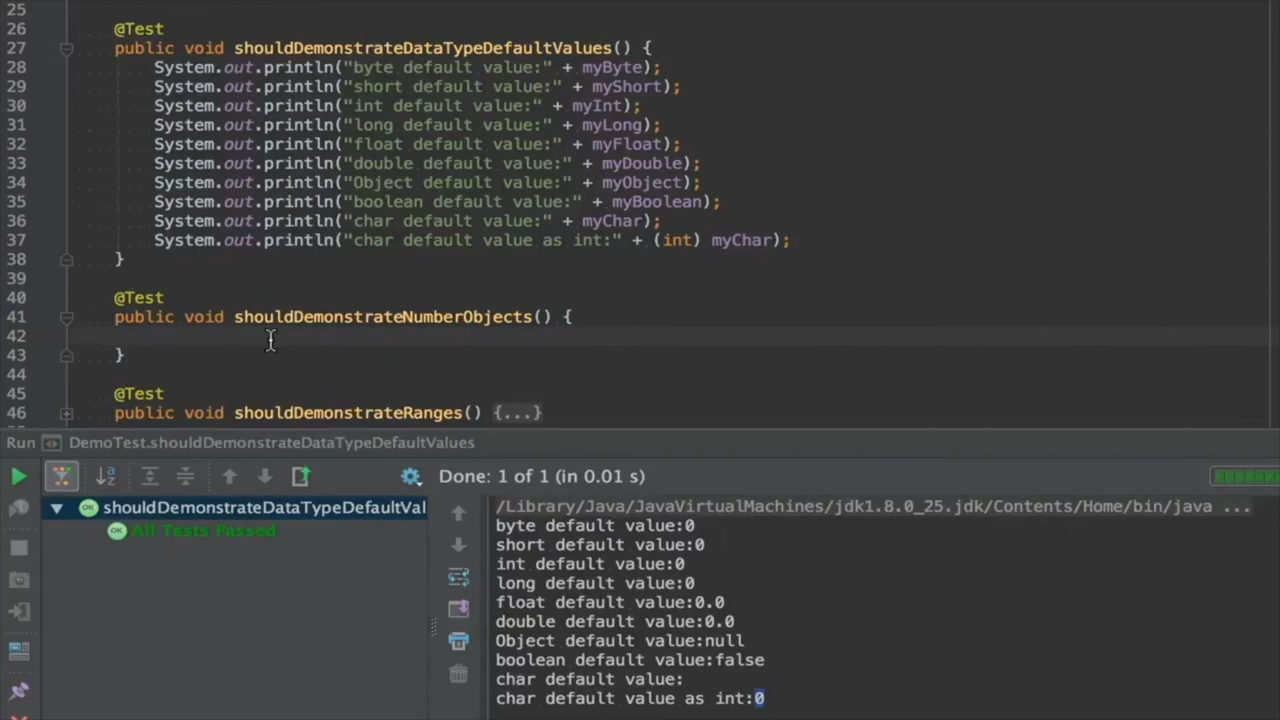 25
26 @Test
27 public void shouldDemonstrateDataTypeDefaultValues() {
28 System.out.println("byte default value:" + myByte);
29 System.out.println("short default value:" + myShort);
30 System.out.println("int default value:" + myInt);
31 System.out.println("long default value:" + myLong);
32 System.out.println("float default value:" + myFloat);
33 System.out.println("double default value:" + myDouble);
34 System.out.println("Object default value:" + myObject);
35 System.out.println("boolean default value:" + myBoolean);
36 System.out.println("char default value:" + myChar);
37 System.out.println("char default value as int:" + (int) myChar);
38 }
39
40 @Test
41 public void shouldDemonstrateNumberObjects() {
42
43 }
44
45 @Test
46 public void shouldDemonstrateRanges() {...}
Run DemoTest.shouldDemonstrateDataTypeDefaultValues
Done: 1 of 1 (in 0.01 s)
shouldDemonstrateDataTypeDefaultVal
All Tests Passed
/Library/Java/JavaVirtualMachines/jdk1.8.0_25.jdk/Contents/Home/bin/java ...
byte default value:0
short default value:0
int default value:0
long default value:0
float default value:0.0
double default value:0.0
Object default value:null
boolean default value:false
char default value:
char default value as int:0